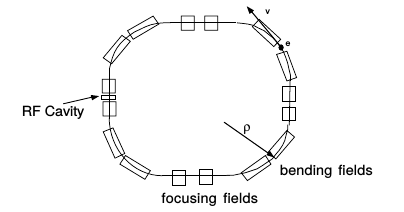 v
e
RF Cavity
ρ
bending fields
focusing fields